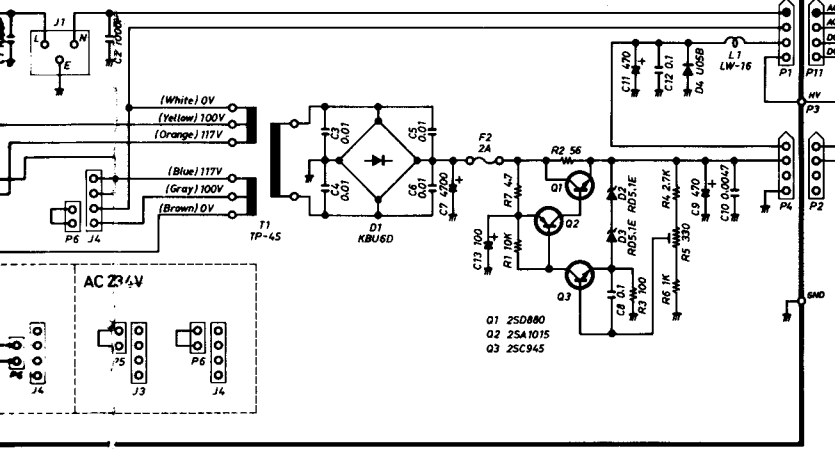 J1
L
N
E
C2 1000P
(White) 0V
(Yellow) 100V
(Orange) 117V
(Blue) 117V
(Gray) 100V
(Brown) 0V
P6
J4
T1
TP-45
C3
0.01
C4
0.01
C5
0.01
C6
0.01
D1
KBU6D
C7 4700
F2
2A
R7 4.7
C13 100
R1 10K
R2 56
Q1
Q2
Q3
D2
RD5.1E
D3
RD5.1E
C8 0.1
R3 100
R4 2.7K
R5 330
R6 1K
C9 470
C10 0.0047
C11 470
C12 0.1
D4 U05B
L1
LW-16
P1
P11
HV
P3
P4
P2
GND
Q1 2SD880
Q2 2SA1015
Q3 2SC945
AC 234V
P6
J4
P5
J3
P6
J4